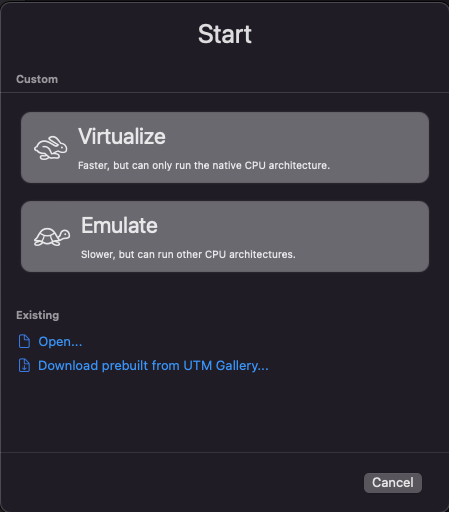 Start
Custom
Virtualize
Faster, but can only run the native CPU architecture.
Emulate
Slower, but can run other CPU architectures.
Existing
Open...
Download prebuilt from UTM Gallery...
Cancel